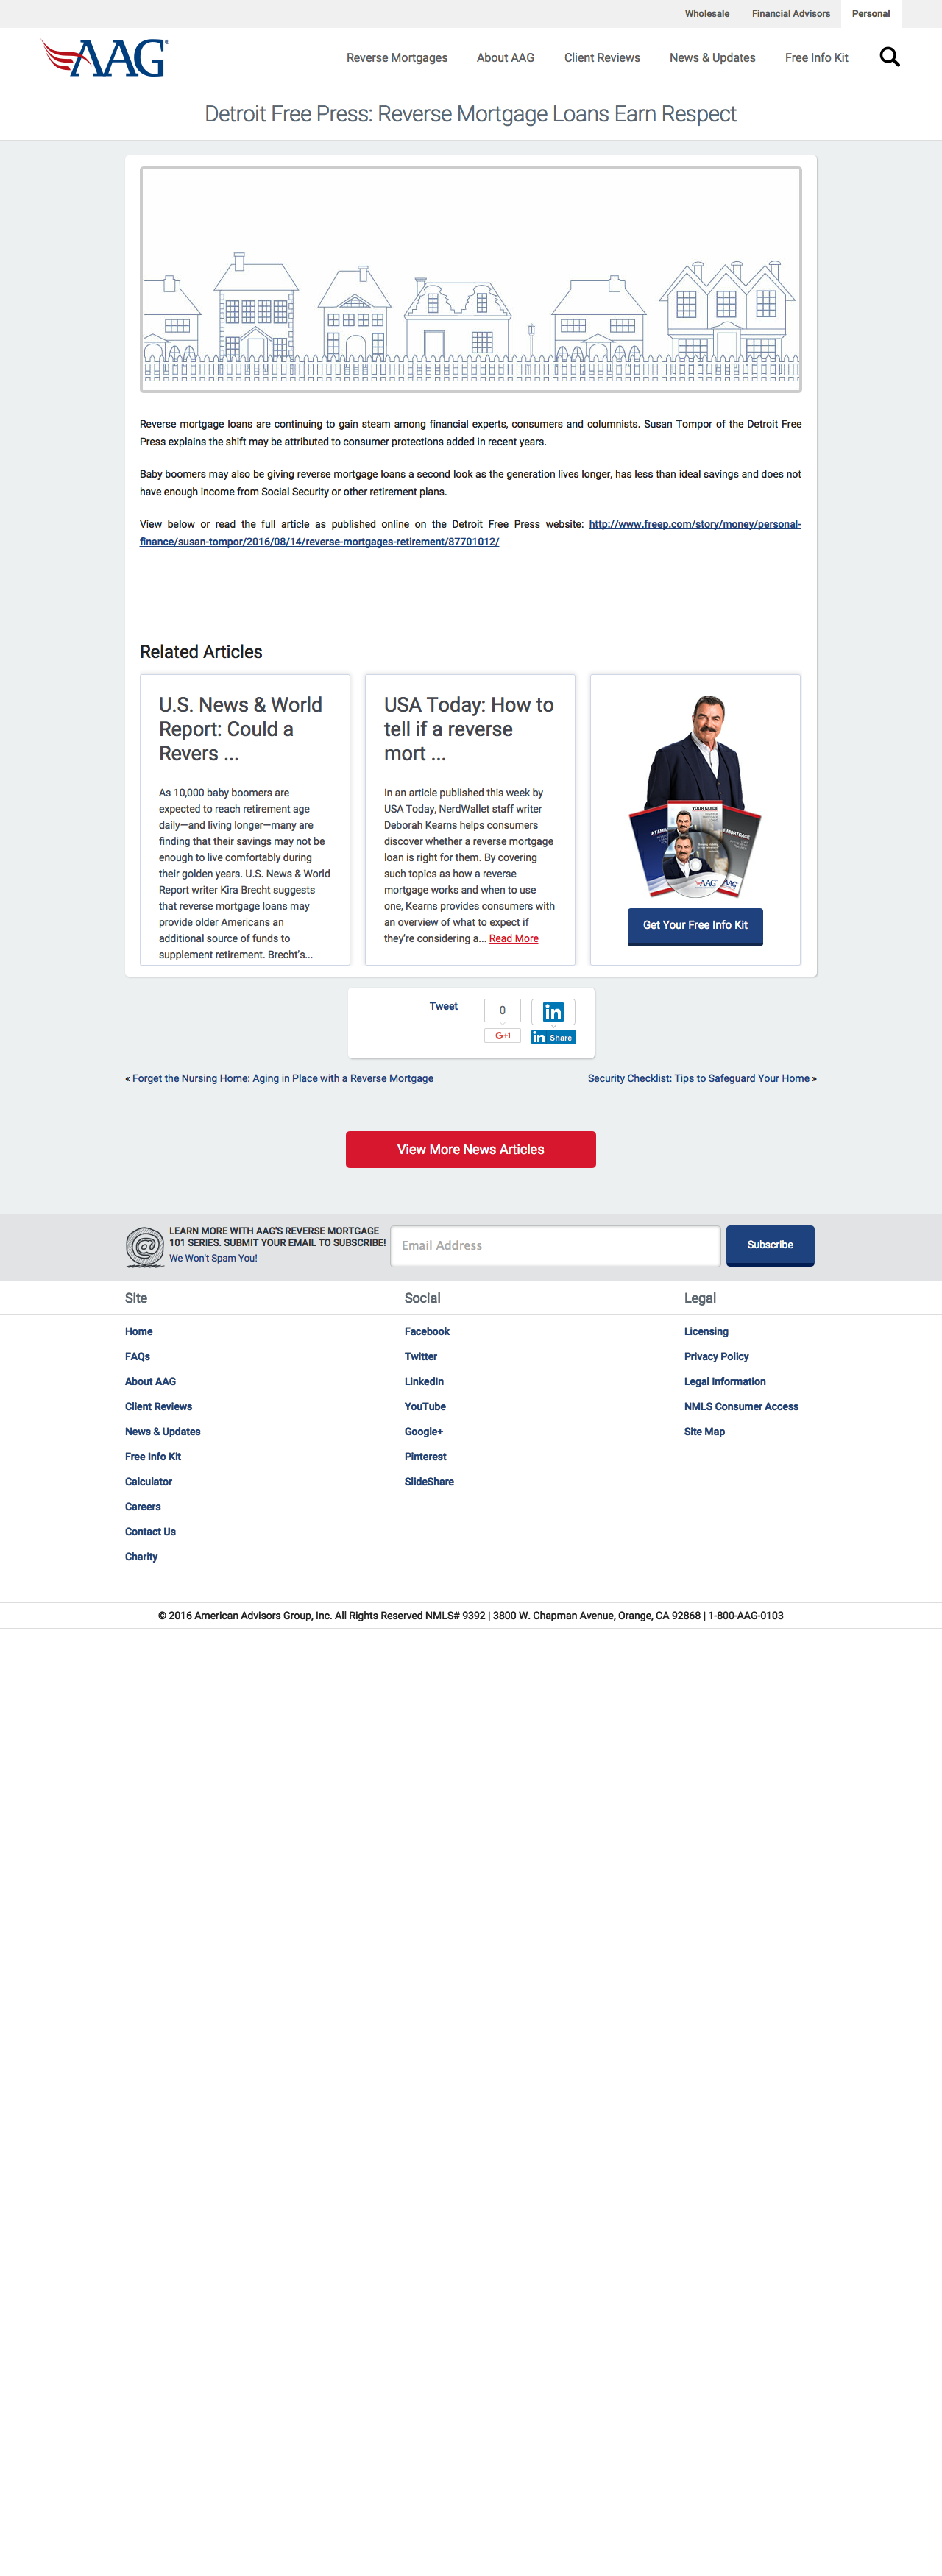 Wholesale Financial Advisors Personal
AAG®
Reverse Mortgages About AAG Client Reviews News & Updates Free Info Kit
Detroit Free Press: Reverse Mortgage Loans Earn Respect
Reverse mortgage loans are continuing to gain steam among financial experts, consumers and columnists. Susan Tompor of the Detroit Free
Press explains the shift may be attributed to consumer protections added in recent years.
Baby boomers may also be giving reverse mortgage loans a second look as the generation lives longer, has less than ideal savings and does not
have enough income from Social Security or other retirement plans.
View below or read the full article as published online on the Detroit Free Press website: http://www.freep.com/story/money/personal-
finance/susan-tompor/2016/08/14/reverse-mortgages-retirement/87701012/
Related Articles
U.S. News & World
Report: Could a
Revers ...
As 10,000 baby boomers are
expected to reach retirement age
daily—and living longer—many are
finding that their savings may not be
enough to live comfortably during
their golden years. U.S. News & World
Report writer Kira Brecht suggests
that reverse mortgage loans may
provide older Americans an
additional source of funds to
supplement retirement. Brecht's...
USA Today: How to
tell if a reverse
mort ...
In an article published this week by
USA Today, NerdWallet staff writer
Deborah Kearns helps consumers
discover whether a reverse mortgage
loan is right for them. By covering
such topics as how a reverse
mortgage works and when to use
one, Kearns provides consumers with
an overview of what to expect if
they're considering a... Read More
YOUR GUIDE
AAG AAG
Get Your Free Info Kit
Tweet
0
G+1
in
in Share
« Forget the Nursing Home: Aging in Place with a Reverse Mortgage
Security Checklist: Tips to Safeguard Your Home »
View More News Articles
LEARN MORE WITH AAG'S REVERSE MORTGAGE
101 SERIES. SUBMIT YOUR EMAIL TO SUBSCRIBE!
We Won't Spam You!
Email Address
Subscribe
Site
Home
FAQs
About AAG
Client Reviews
News & Updates
Free Info Kit
Calculator
Careers
Contact Us
Charity
Social
Facebook
Twitter
LinkedIn
YouTube
Google+
Pinterest
SlideShare
Legal
Licensing
Privacy Policy
Legal Information
NMLS Consumer Access
Site Map
© 2016 American Advisors Group, Inc. All Rights Reserved NMLS# 9392 | 3800 W. Chapman Avenue, Orange, CA 92868 | 1-800-AAG-0103